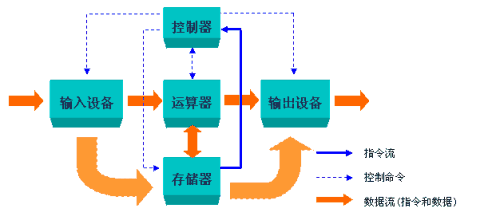 控制器
输入设备
运算器
输出设备
存储器
指令流
控制命令
数据流(指令和数据)